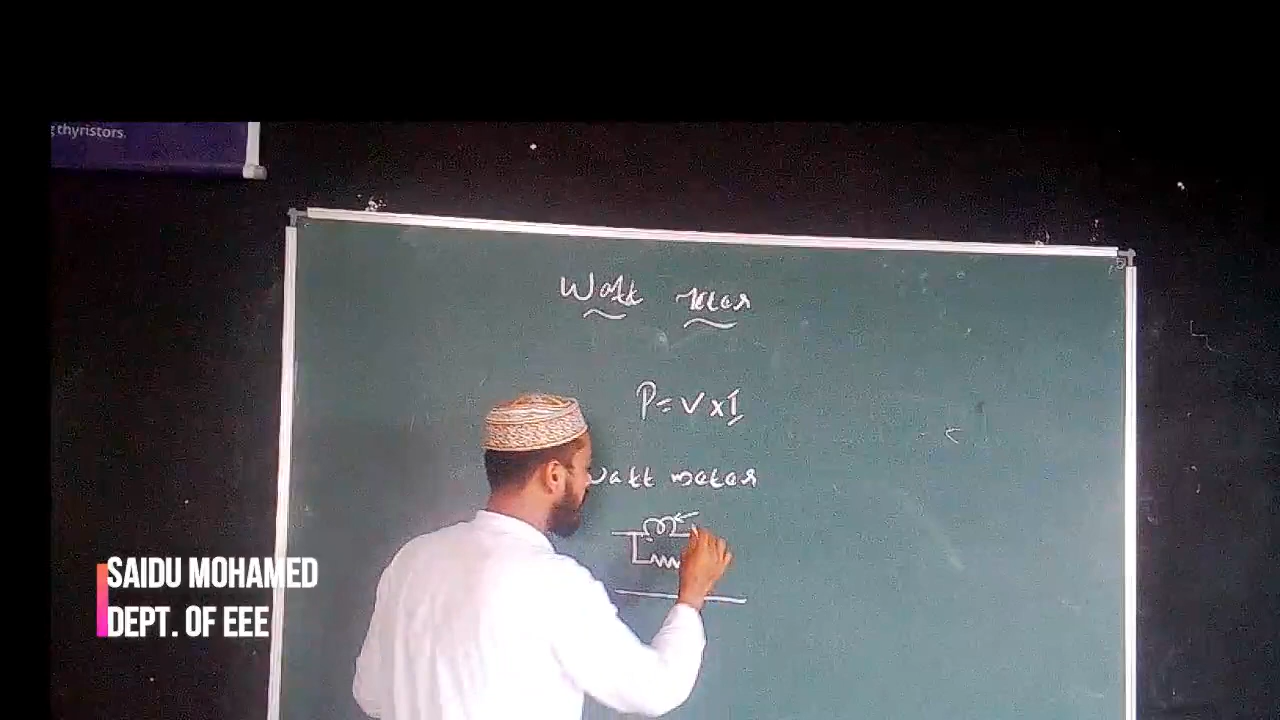 thyristors.
Watt Meter
P = V x I
watt meter
SAIDU MOHAMED
DEPT. OF EEE